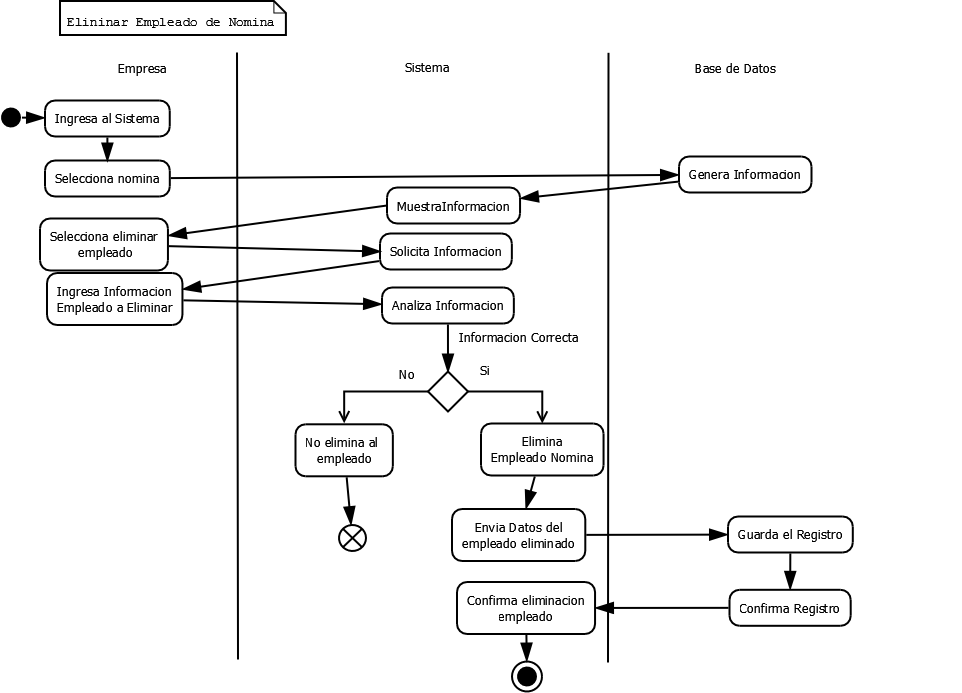 Elininar Empleado de Nomina
Empresa
Sistema
Base de Datos
Ingresa al Sistema
Selecciona nomina
Genera Informacion
MuestraInformacion
Selecciona eliminar
empleado
Solicita Informacion
Ingresa Informacion
Empleado a Eliminar
Analiza Informacion
Informacion Correcta
No
Si
No elimina al
empleado
Elimina
Empleado Nomina
Envia Datos del
empleado eliminado
Guarda el Registro
Confirma eliminacion
empleado
Confirma Registro